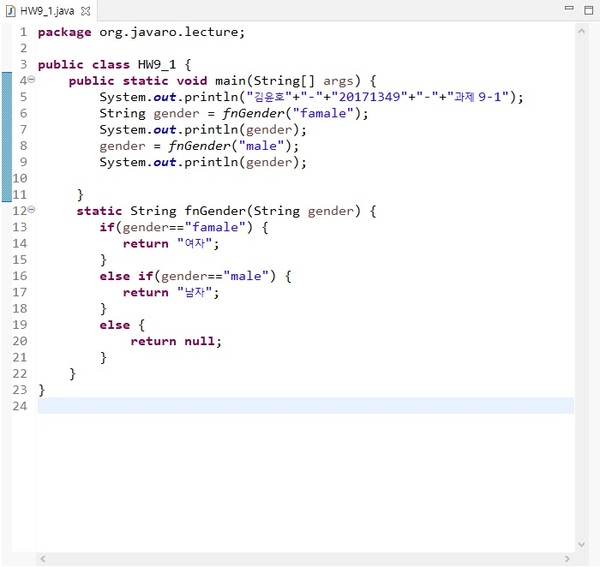 HW9_1.java
1 package org.javaro.lecture;
2
3 public class HW9_1 {
4     public static void main(String[] args) {
5         System.out.println("김윤호"+"-"+"20171349"+"-"+"과제 9-1");
6         String gender = fnGender("famale");
7         System.out.println(gender);
8         gender = fnGender("male");
9         System.out.println(gender);
10
11      }
12      static String fnGender(String gender) {
13         if(gender=="famale") {
14            return "여자";
15         }
16         else if(gender=="male") {
17            return "남자";
18         }
19         else {
20             return null;
21         }
22     }
23 }
24